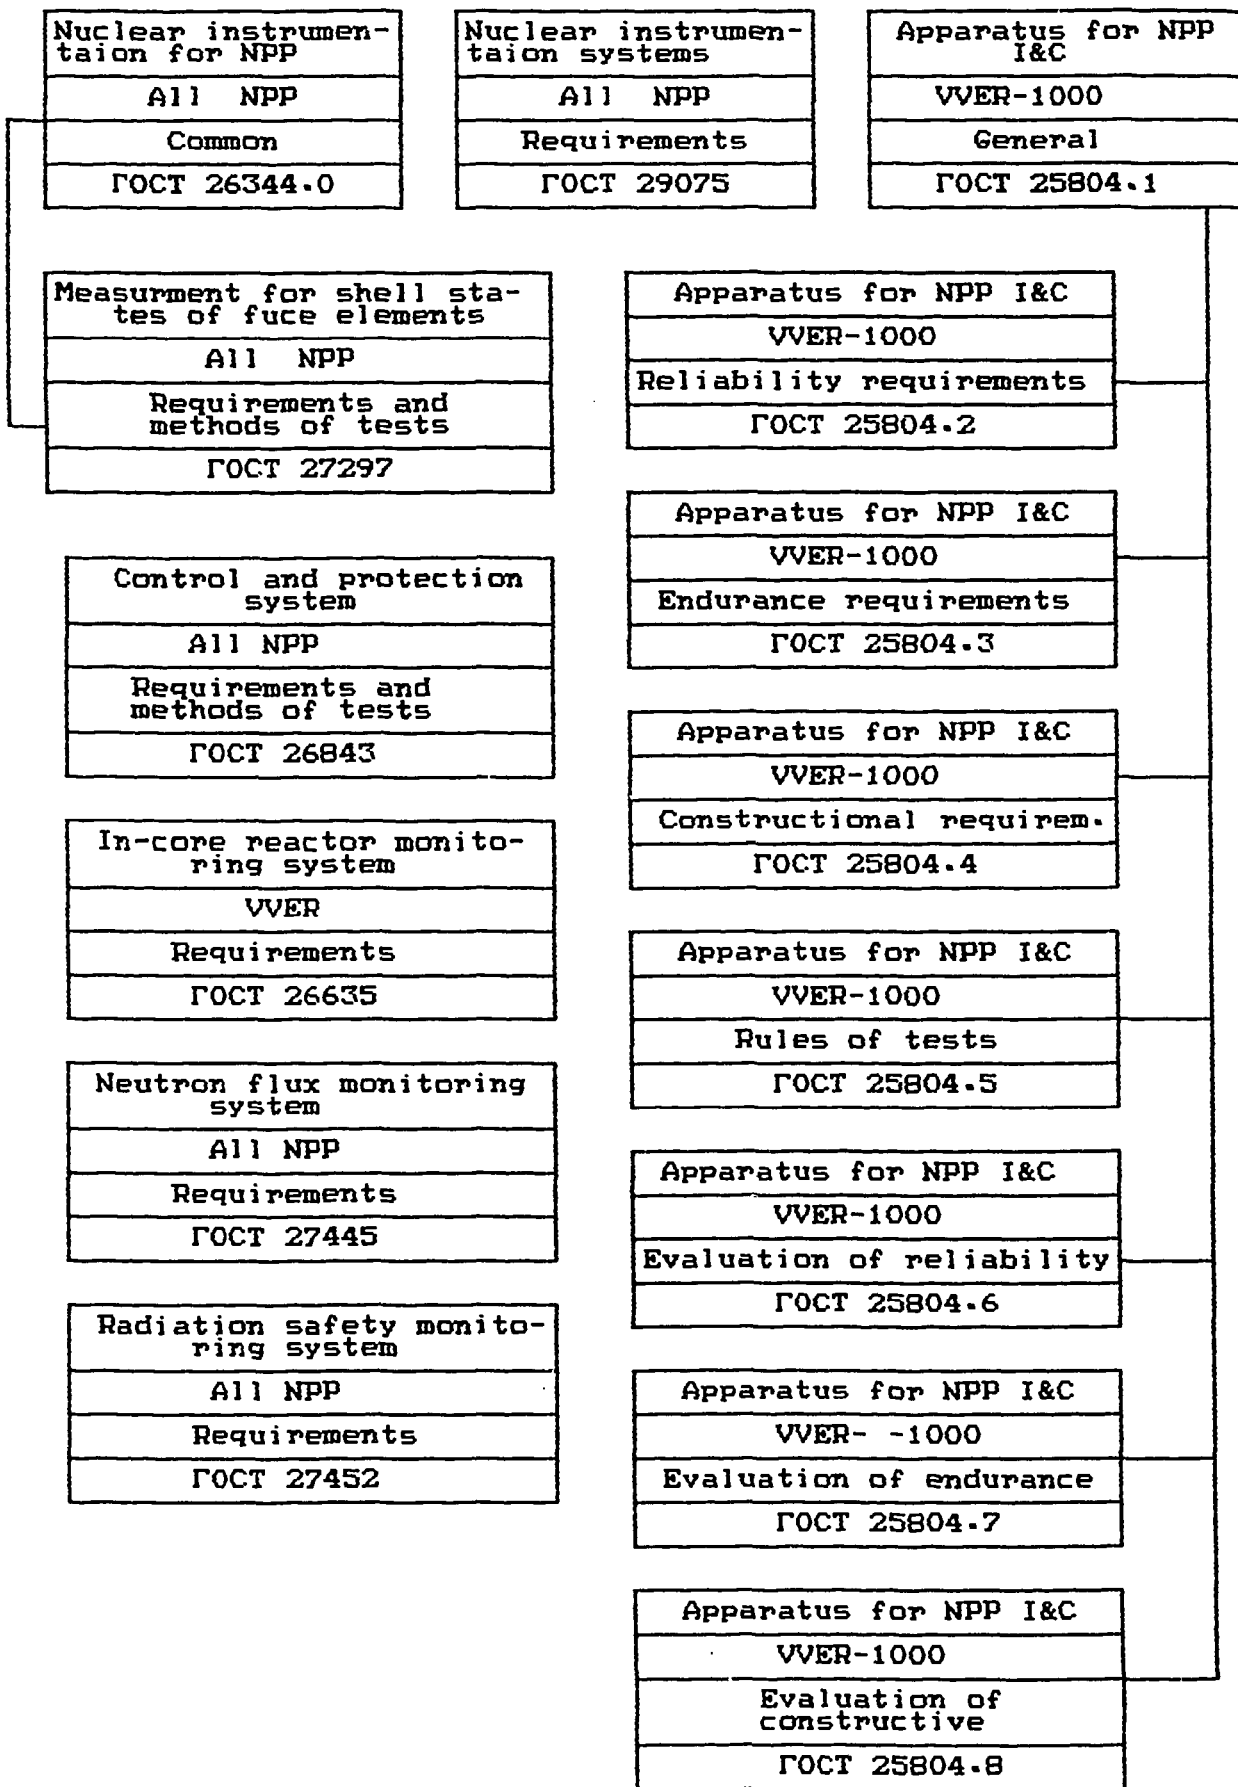 Nuclear instrumen-
taion for NPP
All NPP
Common
ГОСТ 26344.0
Nuclear instrumen-
taion systems
All NPP
Requirements
ГОСТ 29075
Apparatus for NPP
I&C
VVER-1000
General
ГОСТ 25804.1
Measurment for shell sta-
tes of fuce elements
All NPP
Requirements and
methods of tests
ГОСТ 27297
Control and protection
system
All NPP
Requirements and
methods of tests
ГОСТ 26843
In-core reactor monito-
ring system
VVER
Requirements
ГОСТ 26635
Neutron flux monitoring
system
All NPP
Requirements
ГОСТ 27445
Radiation safety monito-
ring system
All NPP
Requirements
ГОСТ 27452
Apparatus for NPP I&C
VVER-1000
Reliability requirements
ГОСТ 25804.2
Apparatus for NPP I&C
VVER-1000
Endurance requirements
ГОСТ 25804.3
Apparatus for NPP I&C
VVER-1000
Constructional requirem.
ГОСТ 25804.4
Apparatus for NPP I&C
VVER-1000
Rules of tests
ГОСТ 25804.5
Apparatus for NPP I&C
VVER-1000
Evaluation of reliability
ГОСТ 25804.6
Apparatus for NPP I&C
VVER- -1000
Evaluation of endurance
ГОСТ 25804.7
Apparatus for NPP I&C
VVER-1000
Evaluation of
constructive
ГОСТ 25804.8